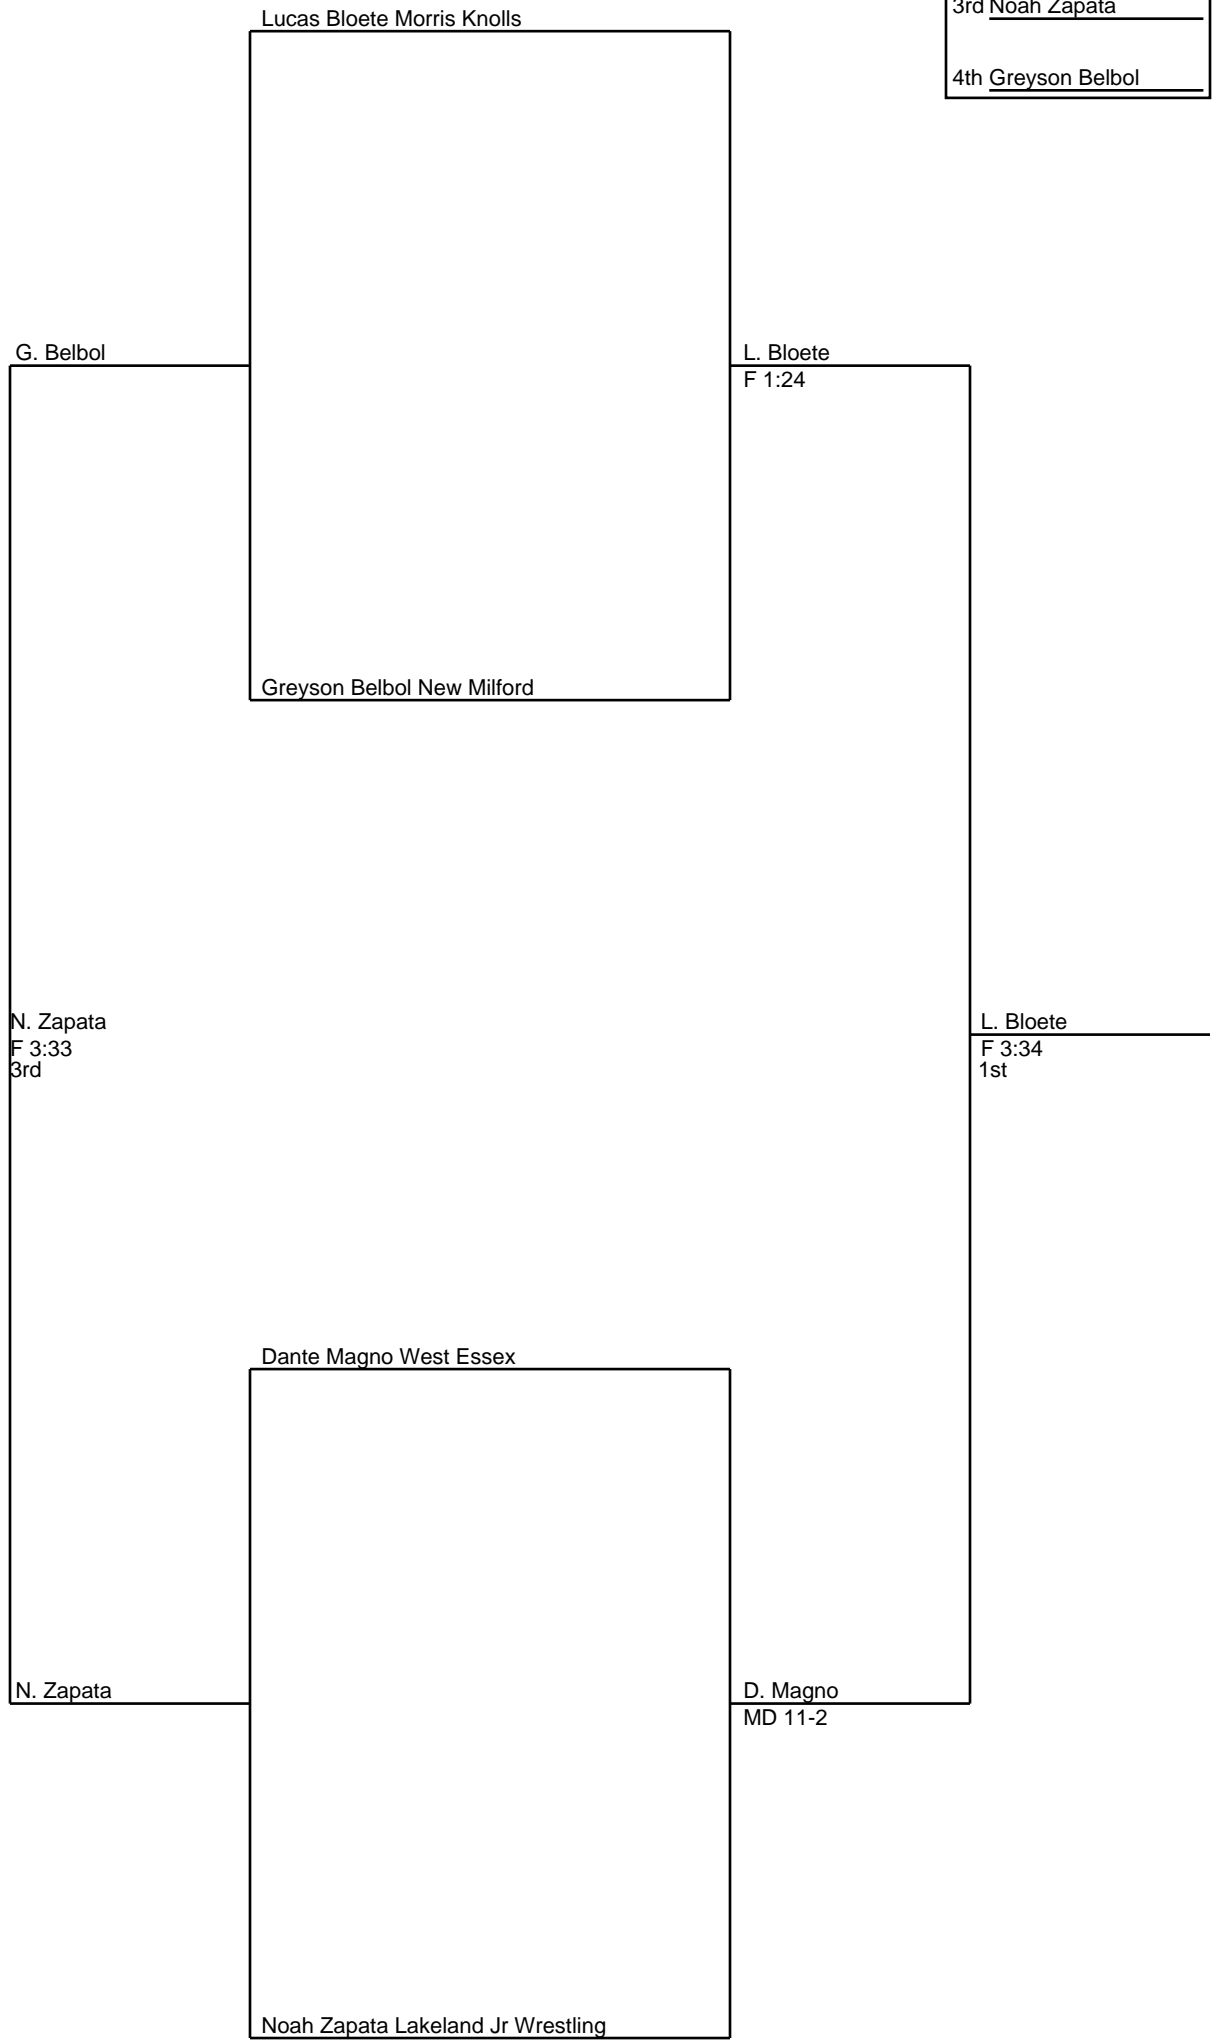 3rd Noah Zapata
Lucas Bloete Morris Knolls
4th Greyson Belbol
G. Belbol
L. Bloete
F 1:24
Greyson Belbol New Milford
N. Zapata
F 3:33
3rd
L. Bloete
F 3:34
1st
Dante Magno West Essex
N. Zapata
D. Magno
MD 11-2
Noah Zapata Lakeland Jr Wrestling